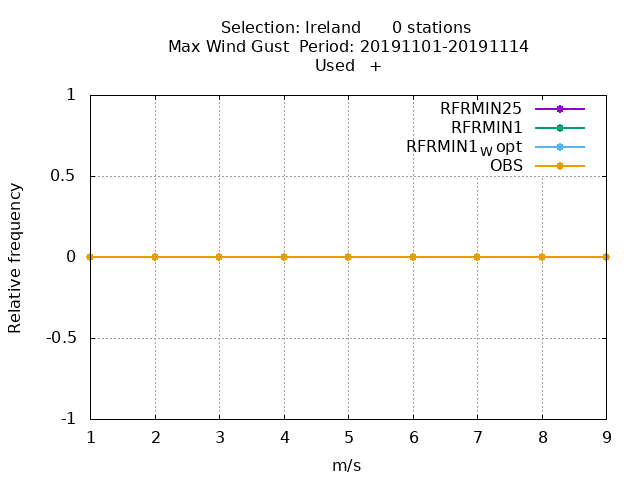 Selection: Ireland      0 stations
Max Wind Gust  Period: 20191101-20191114
Used   +
1
RFRMIN25
RFRMIN1
RFRMIN1_W opt
OBS
0.5
0
-0.5
-1
Relative frequency
1 2 3 4 5 6 7 8 9
m/s